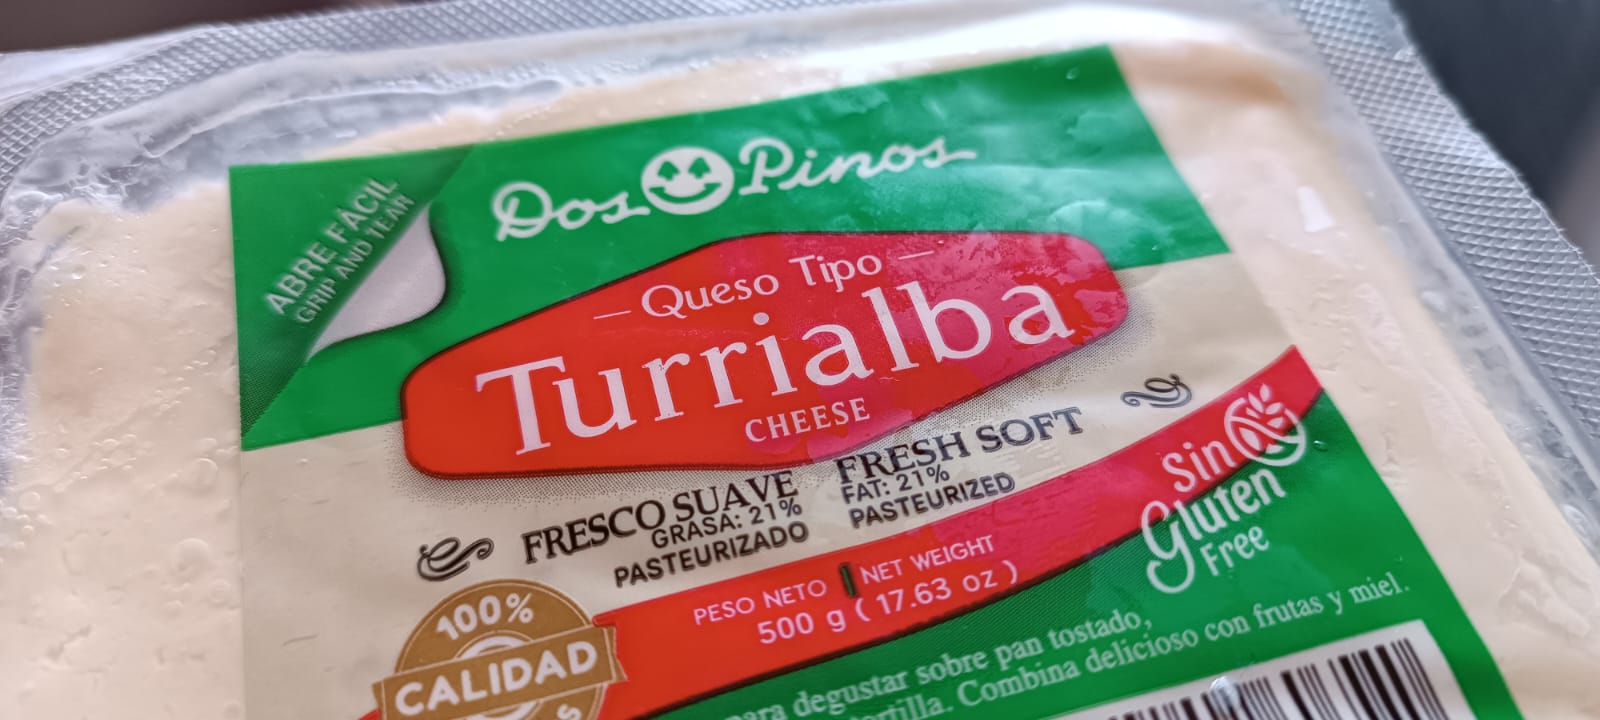 ABRE FÁCIL
GRIP AND TEAR
Dos Pinos
Queso Tipo
Turrialba
CHEESE
FRESCO SUAVE
GRASA: 21%
PASTEURIZADO
FRESH SOFT
FAT: 21%
PASTEURIZED
Sin
Gluten
Free
PESO NETO
NET WEIGHT
500 g ( 17.63 oz )
100%
CALIDAD
para degustar sobre pan tostado,
tortilla. Combina delicioso con frutas y miel.